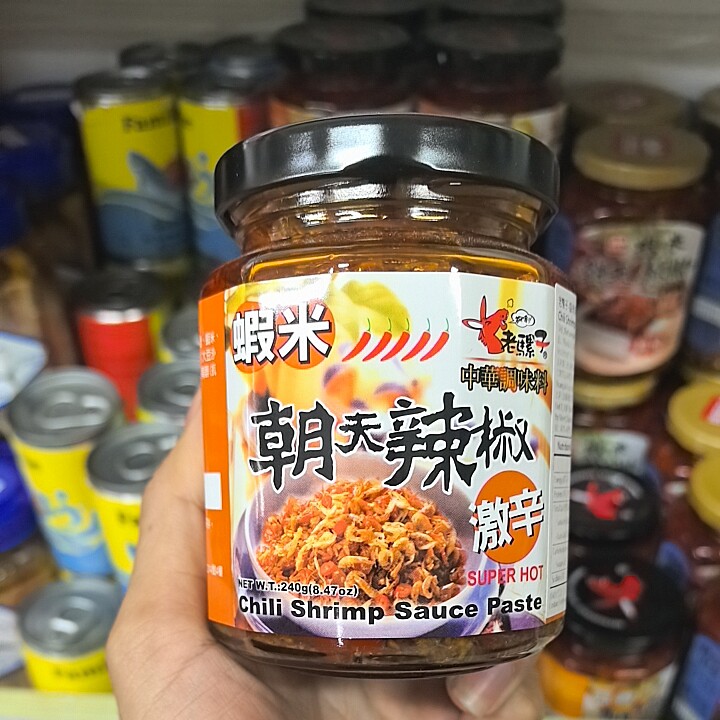 蝦米
老騾子®
中華調味料
朝天辣椒
激辛
SUPER HOT
NET W.T.:240g(8.47oz)
Chili Shrimp Sauce Paste